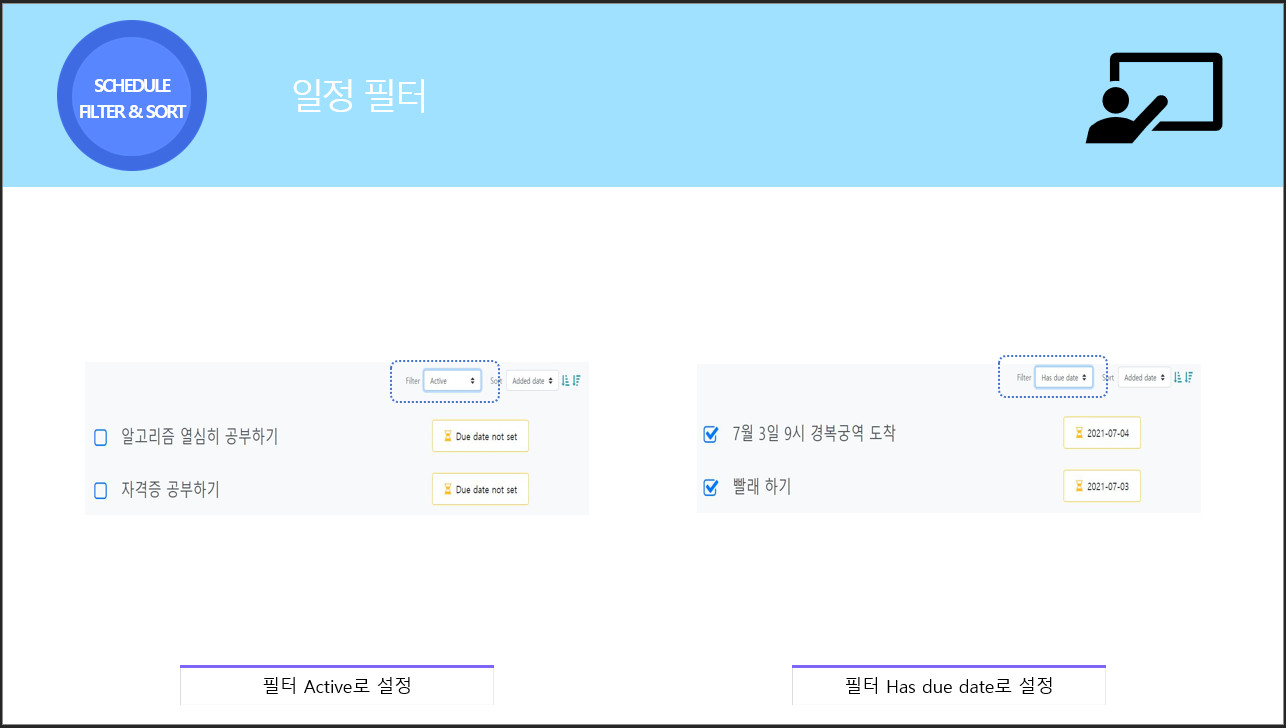 SCHEDULE
FILTER & SORT
일정 필터
Filter Active Sort Added date
알고리즘 열심히 공부하기 Due date not set
자격증 공부하기 Due date not set
필터 Active로 설정
Filter Has due date Sort Added date
7월 3일 9시 경복궁역 도착 2021-07-04
빨래 하기 2021-07-03
필터 Has due date로 설정